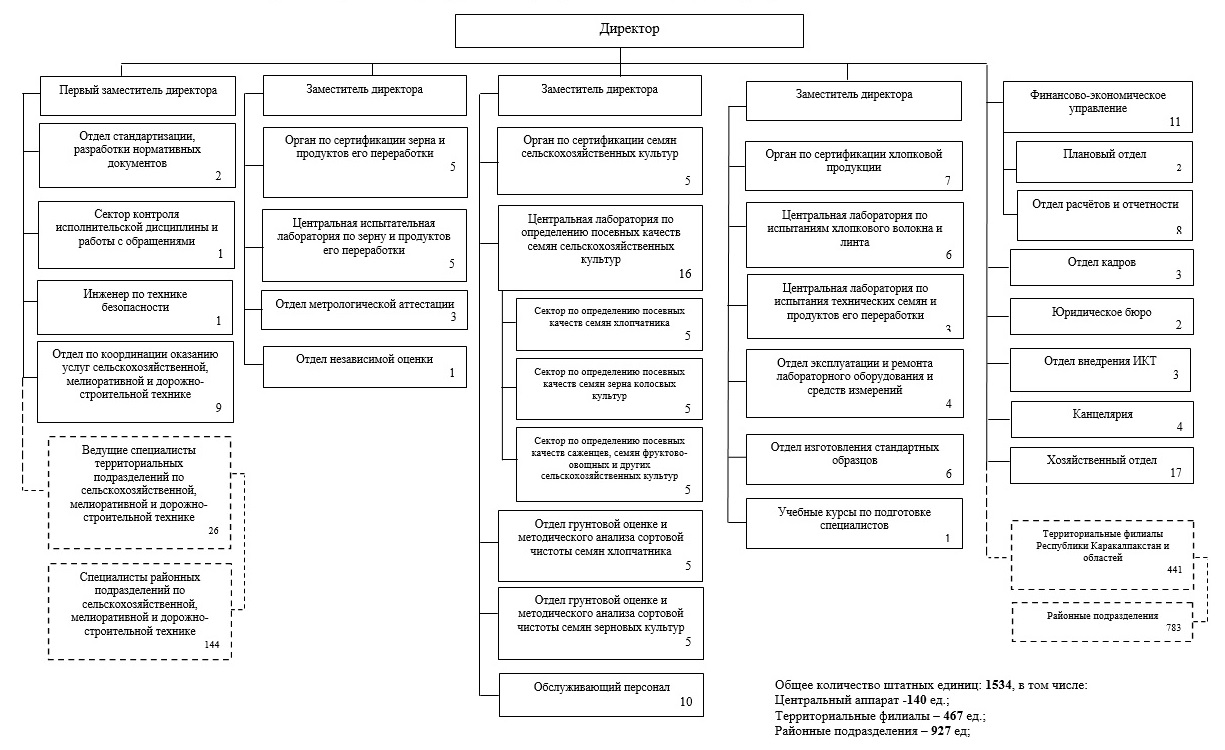 Директор
Первый заместитель директора
Отдел стандартизации,
разработки нормативных
документов
2
Сектор контроля
исполнительской дисциплины и
работы с обращениями
1
Инженер по технике
безопасности
1
Отдел по координации оказанию
услуг сельскохозяйственной,
мелиоративной и дорожно-
строительной технике
9
Ведущие специалисты
территориальных
подразделений по
сельскохозяйственной,
мелиоративной и дорожно-
строительной технике
26
Специалисты районных
подразделений по
сельскохозяйственной,
мелиоративной и дорожно-
строительной технике
144
Заместитель директора
Орган по сертификации зерна и
продуктов его переработки
5
Центральная испытательная
лаборатория по зерну и продуктов
его переработки
5
Отдел метрологической аттестации
3
Отдел независимой оценки
1
Заместитель директора
Орган по сертификации семян
сельскохозяйственных культур
5
Центральная лаборатория по
определению посевных качеств
семян сельскохозяйственных
культур
16
Сектор по определению посевных
качеств семян хлопчатника
5
Сектор по определению посевных
качеств семян зерна колосвых
культур
5
Сектор по определению посевных
качеств саженцев, семян фруктово-
овощных и других
сельскохозяйственных культур
5
Отдел грунтовой оценке и
методического анализа сортовой
чистоты семян хлопчатника
5
Отдел грунтовой оценке и
методического анализа сортовой
чистоты семян зерновых культур
5
Обслуживающий персонал
10
Заместитель директора
Орган по сертификации хлопковой
продукции
7
Центральная лаборатория по
испытаниям хлопкового волокна и
линта
6
Центральная лаборатория по
испытания технических семян и
продуктов его переработки
3
Отдел эксплуатации и ремонта
лабораторного оборудования и
средств измерений
4
Отдел изготовления стандартных
образцов
6
Учебные курсы по подготовке
специалистов
1
Финансово-экономическое
управление
11
Плановый отдел
2
Отдел расчётов и отчетности
8
Отдел кадров
3
Юридическое бюро
2
Отдел внедрения ИКТ
3
Канцелярия
4
Хозяйственный отдел
17
Территориальные филиалы
Республики Каракалпакстан и
областей
441
Районные подразделения
783
Общее количество штатных единиц: 1534, в том числе:
Центральный аппарат -140 ед.;
Территориальные филиалы – 467 ед.;
Районные подразделения – 927 ед;